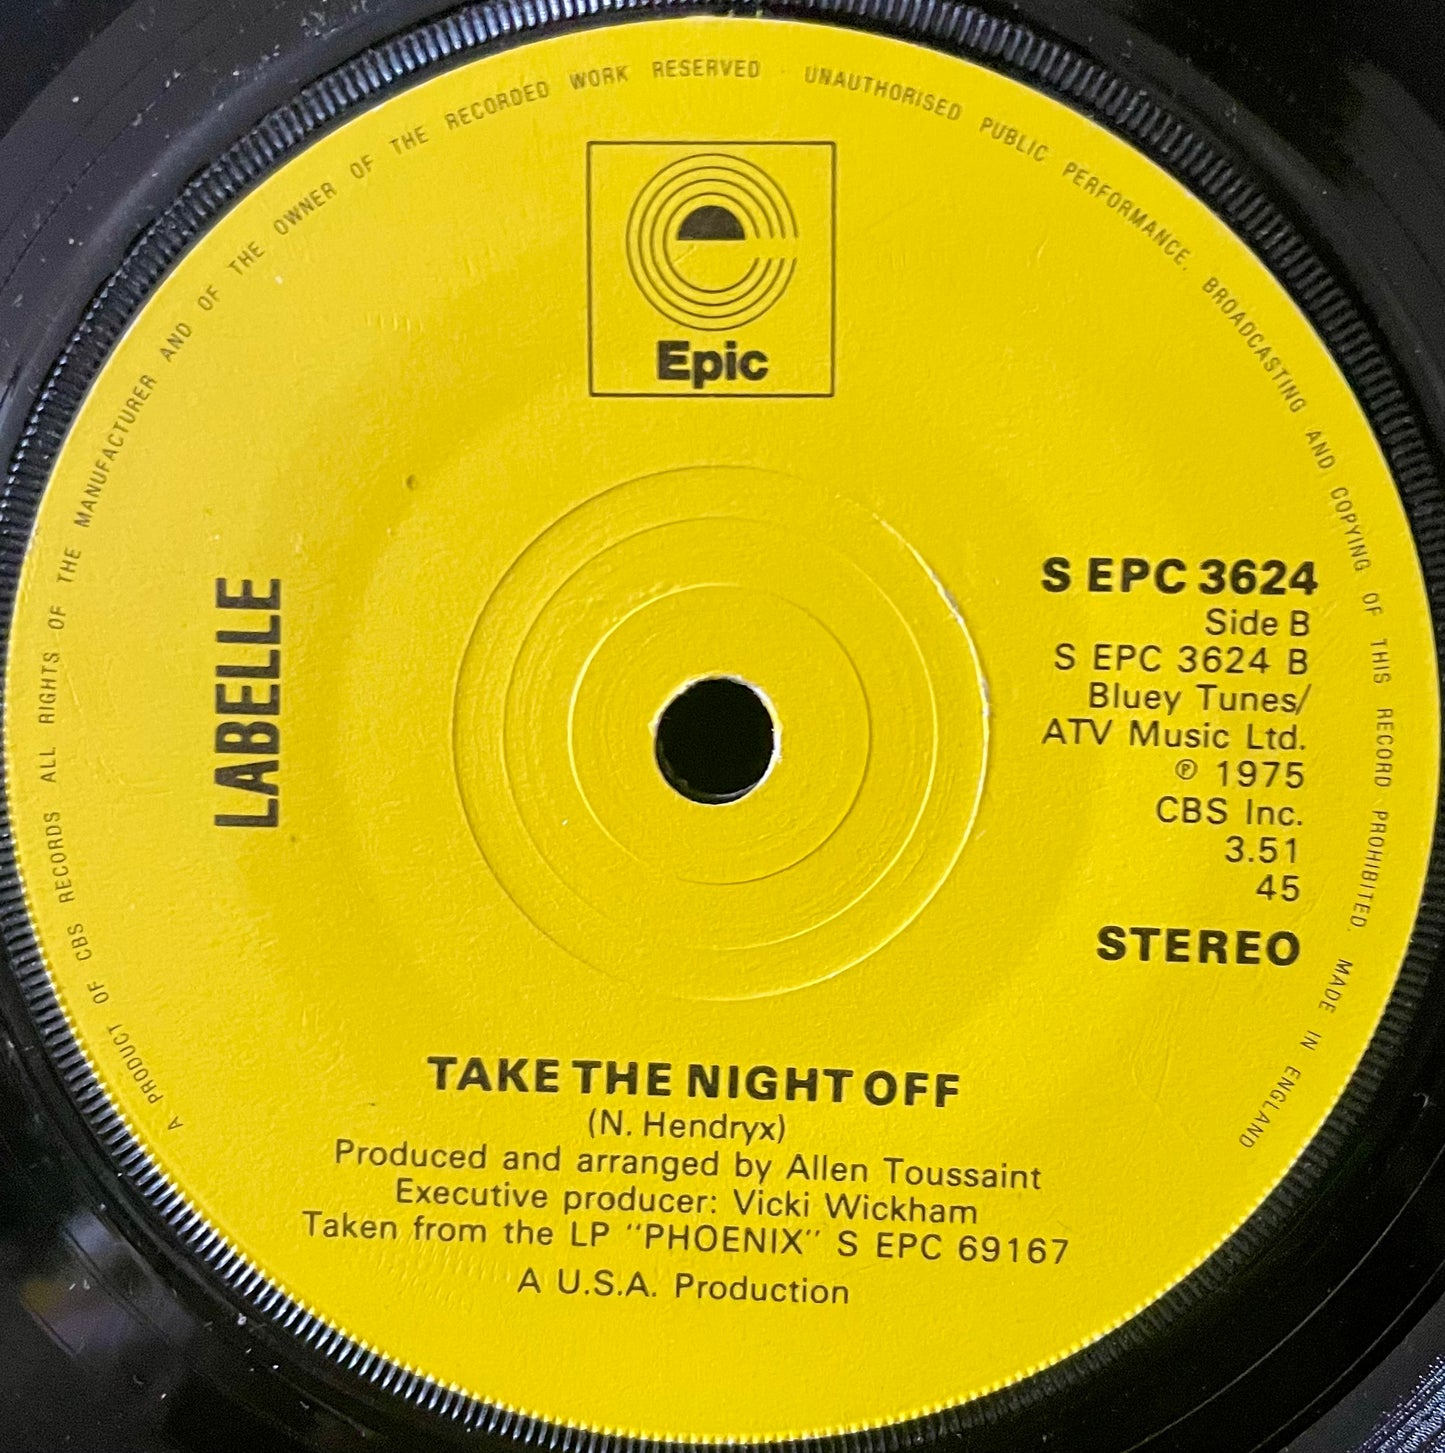 A PRODUCT OF CBS RECORDS ALL RIGHTS OF THE MANUFACTURER AND OF THE OWNER OF THE RECORDED WORK RESERVED · UNAUTHORISED PUBLIC PERFORMANCE, BROADCASTING AND COPYING OF THIS RECORD PROHIBITED. MADE IN ENGLAND
Epic
LABELLE
S EPC 3624
Side B
S EPC 3624 B
Bluey Tunes/
ATV Music Ltd.
℗ 1975
CBS Inc.
3.51
45
STEREO
TAKE THE NIGHT OFF
(N. Hendryx)
Produced and arranged by Allen Toussaint
Executive producer: Vicki Wickham
Taken from the LP "PHOENIX" S EPC 69167
A U.S.A. Production